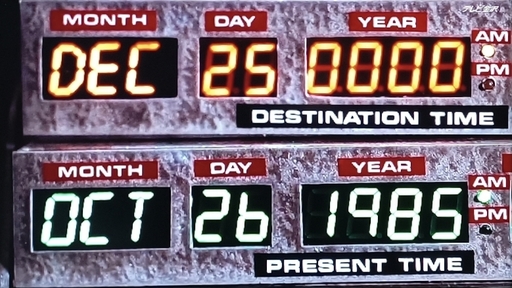 MONTH DAY YEAR
DEC 25 0000 AM
PM
DESTINATION TIME
MONTH DAY YEAR
OCT 26 1985 AM
PM
PRESENT TIME